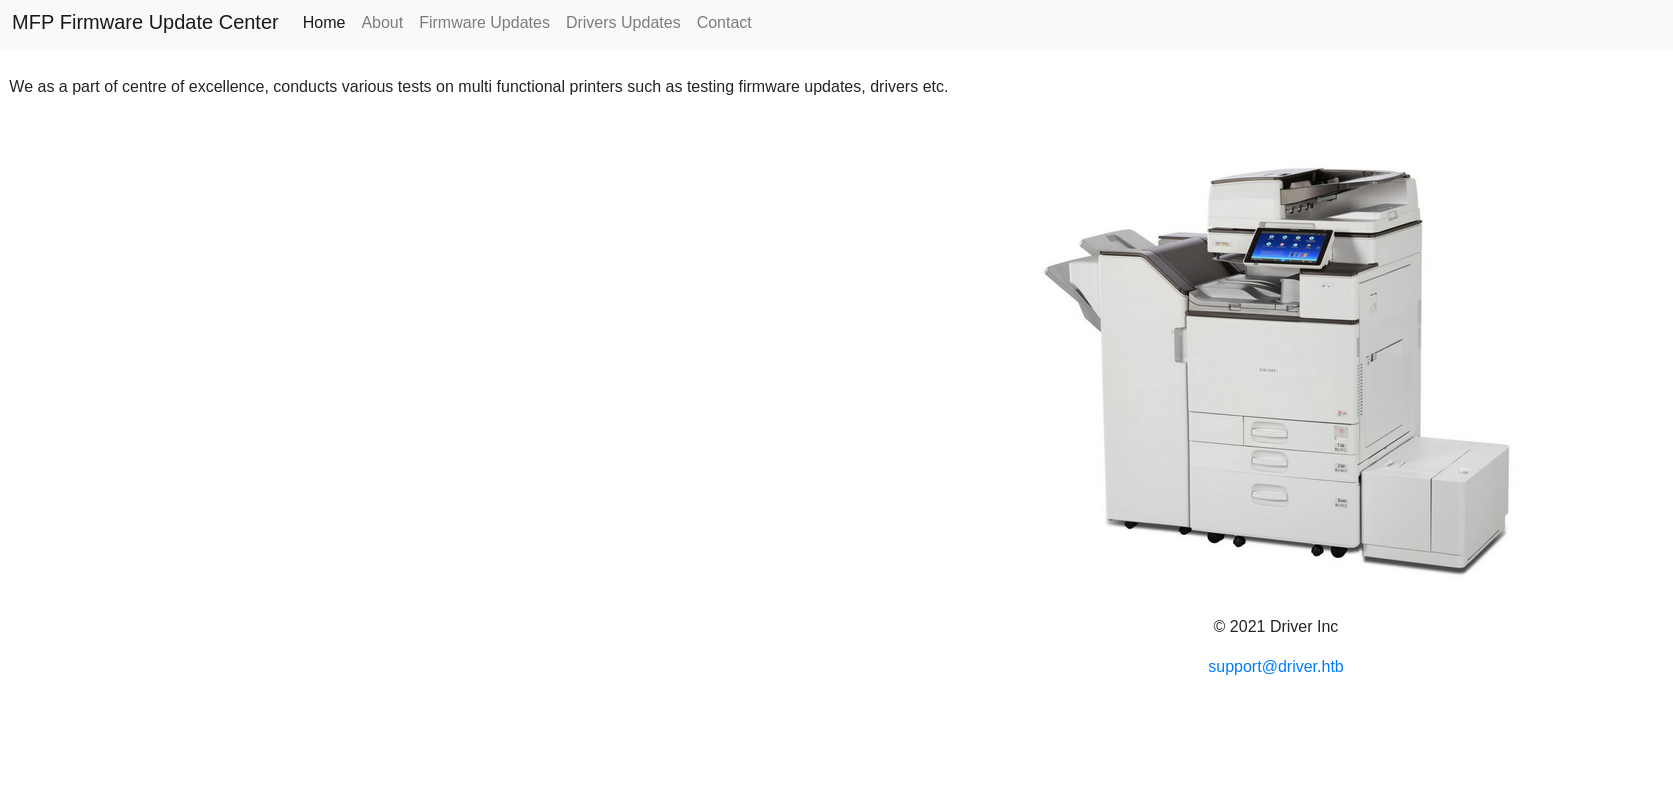 MFP Firmware Update Center Home About Firmware Updates Drivers Updates Contact
We as a part of centre of excellence, conducts various tests on multi functional printers such as testing firmware updates, drivers etc.
© 2021 Driver Inc
support@driver.htb